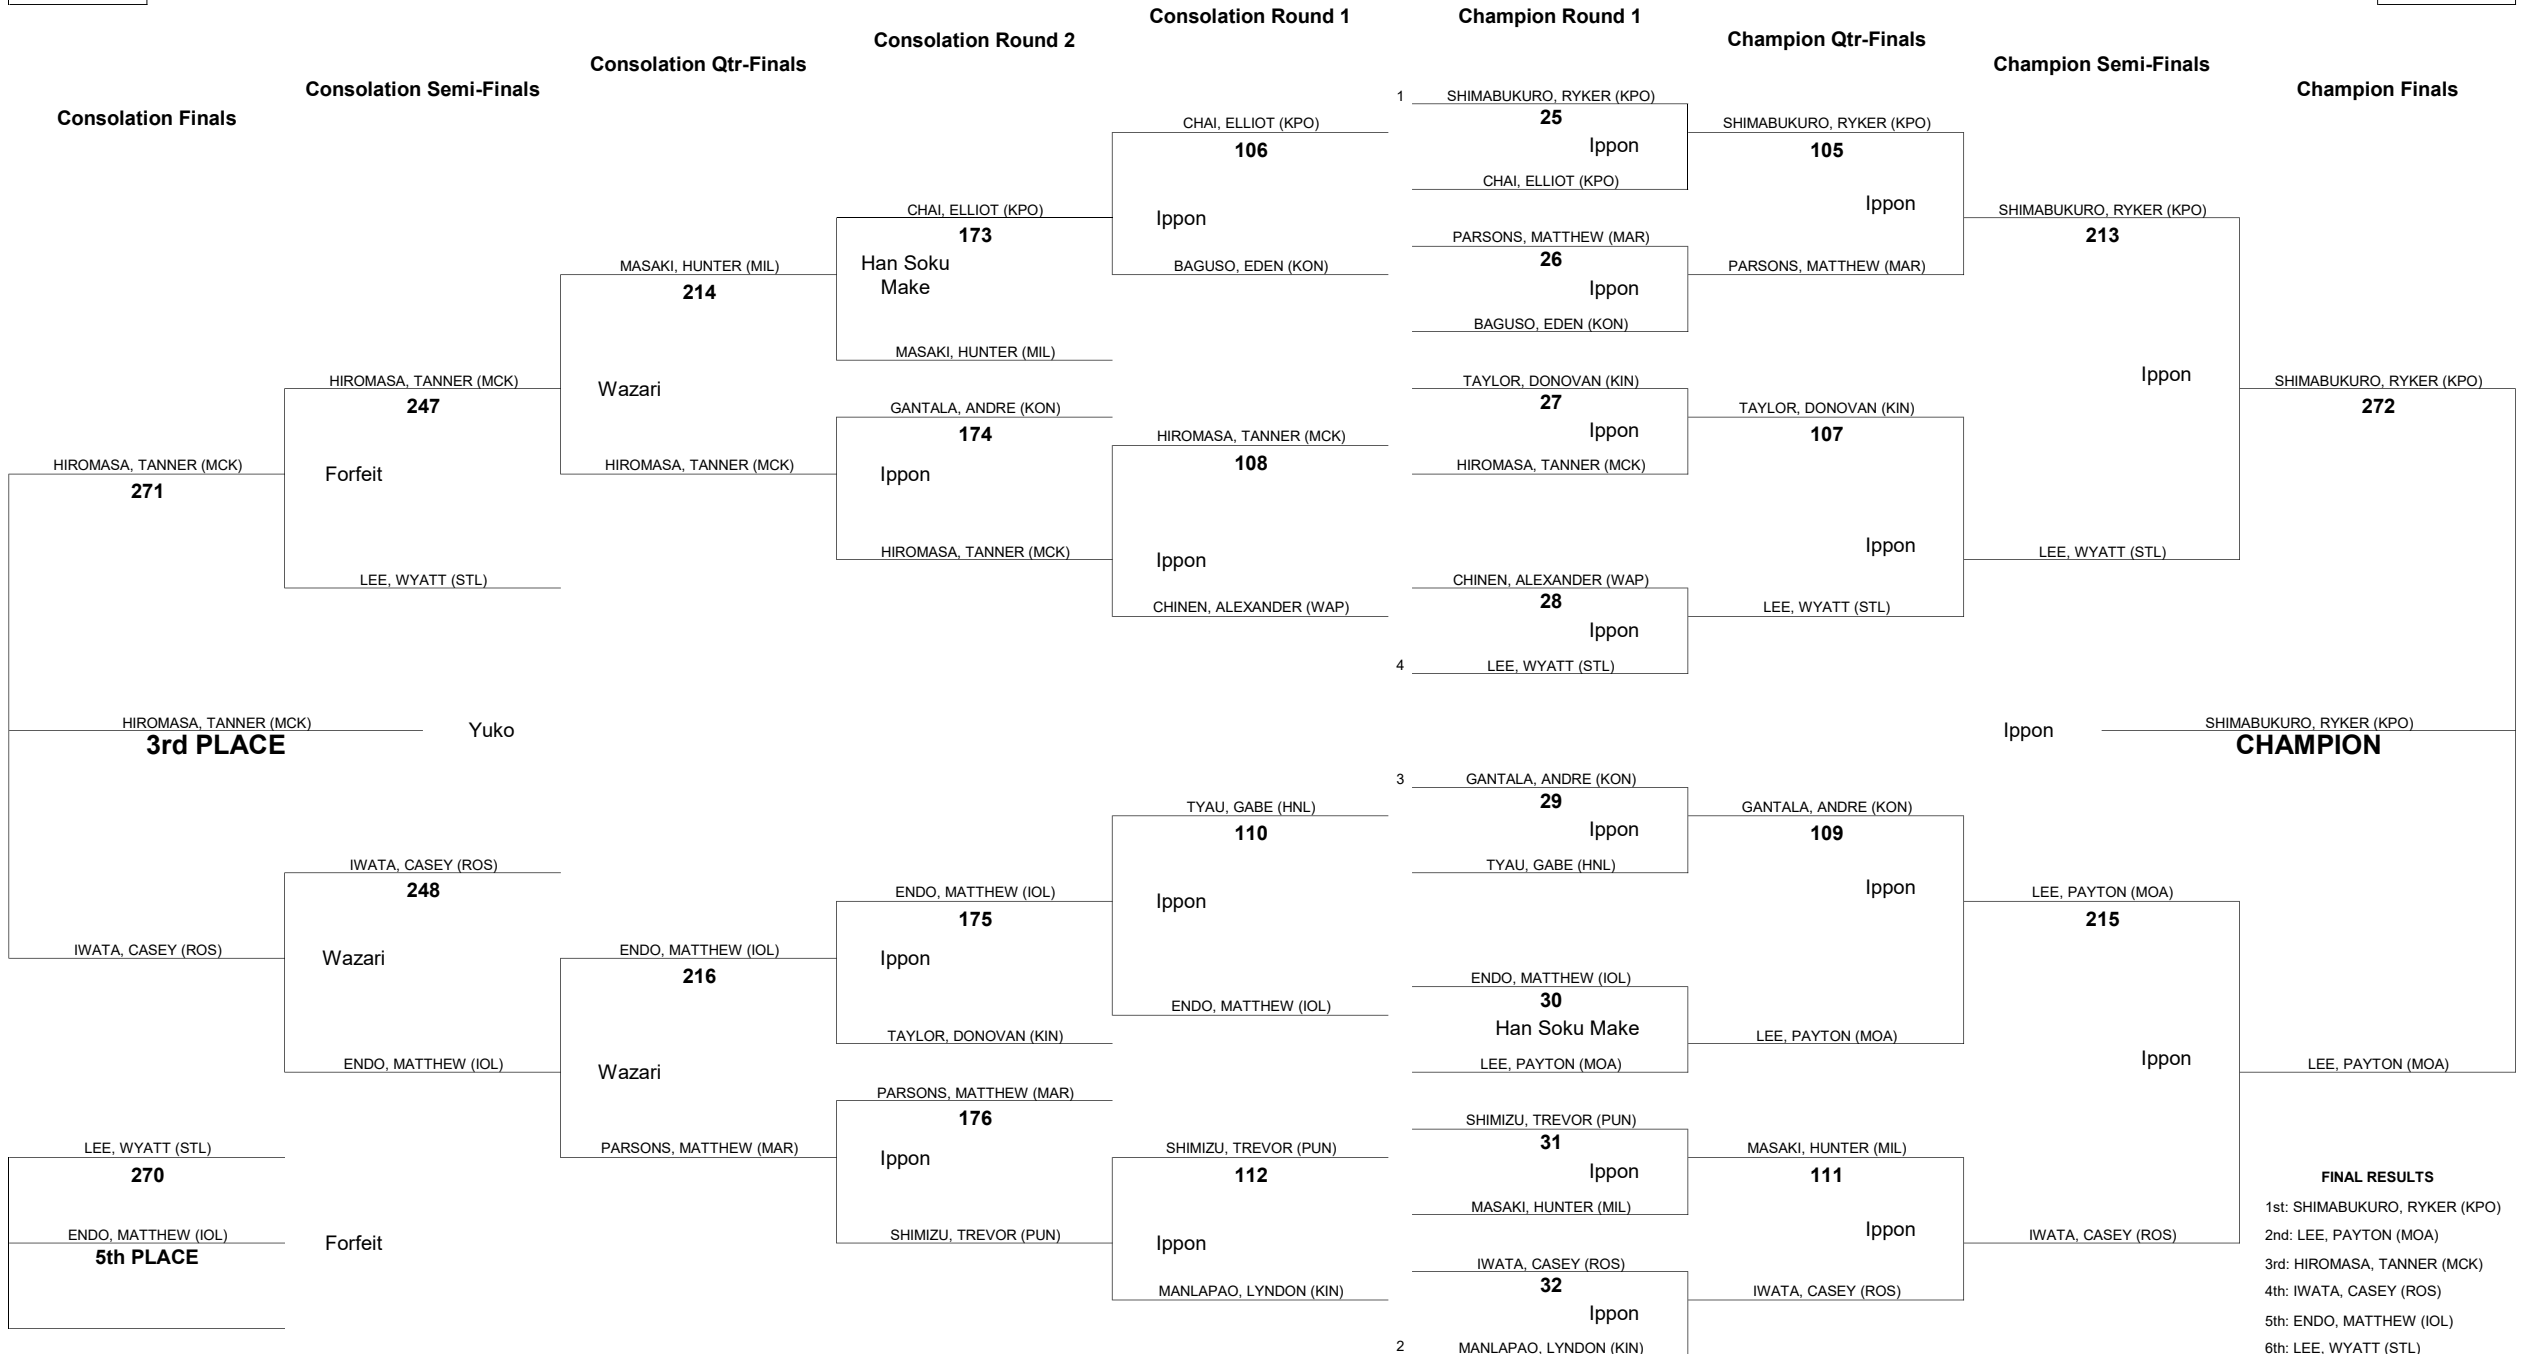 Consolation Round 1
Champion Round 1
Consolation Round 2
Champion Qtr-Finals
Consolation Qtr-Finals
Champion Semi-Finals
Consolation Semi-Finals
Champion Finals
Consolation Finals
1
SHIMABUKURO, RYKER (KPO)
25
Ippon
CHAI, ELLIOT (KPO)
PARSONS, MATTHEW (MAR)
26
Ippon
BAGUSO, EDEN (KON)
TAYLOR, DONOVAN (KIN)
27
Ippon
HIROMASA, TANNER (MCK)
CHINEN, ALEXANDER (WAP)
28
Ippon
4
LEE, WYATT (STL)
3
GANTALA, ANDRE (KON)
29
Ippon
TYAU, GABE (HNL)
ENDO, MATTHEW (IOL)
30
Han Soku Make
LEE, PAYTON (MOA)
SHIMIZU, TREVOR (PUN)
31
Ippon
MASAKI, HUNTER (MIL)
IWATA, CASEY (ROS)
32
Ippon
2
MANLAPAO, LYNDON (KIN)
SHIMABUKURO, RYKER (KPO)
105
Ippon
PARSONS, MATTHEW (MAR)
TAYLOR, DONOVAN (KIN)
107
Ippon
LEE, WYATT (STL)
GANTALA, ANDRE (KON)
109
Ippon
LEE, PAYTON (MOA)
MASAKI, HUNTER (MIL)
111
Ippon
IWATA, CASEY (ROS)
SHIMABUKURO, RYKER (KPO)
213
Ippon
LEE, WYATT (STL)
LEE, PAYTON (MOA)
215
Ippon
IWATA, CASEY (ROS)
SHIMABUKURO, RYKER (KPO)
272
Ippon
SHIMABUKURO, RYKER (KPO)
CHAMPION
LEE, PAYTON (MOA)
CHAI, ELLIOT (KPO)
106
Ippon
BAGUSO, EDEN (KON)
HIROMASA, TANNER (MCK)
108
Ippon
CHINEN, ALEXANDER (WAP)
TYAU, GABE (HNL)
110
Ippon
ENDO, MATTHEW (IOL)
SHIMIZU, TREVOR (PUN)
112
Ippon
MANLAPAO, LYNDON (KIN)
CHAI, ELLIOT (KPO)
173
Han Soku
Make
MASAKI, HUNTER (MIL)
GANTALA, ANDRE (KON)
174
Ippon
HIROMASA, TANNER (MCK)
ENDO, MATTHEW (IOL)
175
Ippon
TAYLOR, DONOVAN (KIN)
PARSONS, MATTHEW (MAR)
176
Ippon
SHIMIZU, TREVOR (PUN)
MASAKI, HUNTER (MIL)
214
Wazari
HIROMASA, TANNER (MCK)
ENDO, MATTHEW (IOL)
216
Wazari
PARSONS, MATTHEW (MAR)
HIROMASA, TANNER (MCK)
247
Forfeit
LEE, WYATT (STL)
IWATA, CASEY (ROS)
248
Wazari
ENDO, MATTHEW (IOL)
HIROMASA, TANNER (MCK)
271
HIROMASA, TANNER (MCK)
3rd PLACE
Yuko
IWATA, CASEY (ROS)
LEE, WYATT (STL)
270
ENDO, MATTHEW (IOL)
5th PLACE
Forfeit
FINAL RESULTS
1st: SHIMABUKURO, RYKER (KPO)
2nd: LEE, PAYTON (MOA)
3rd: HIROMASA, TANNER (MCK)
4th: IWATA, CASEY (ROS)
5th: ENDO, MATTHEW (IOL)
6th: LEE, WYATT (STL)